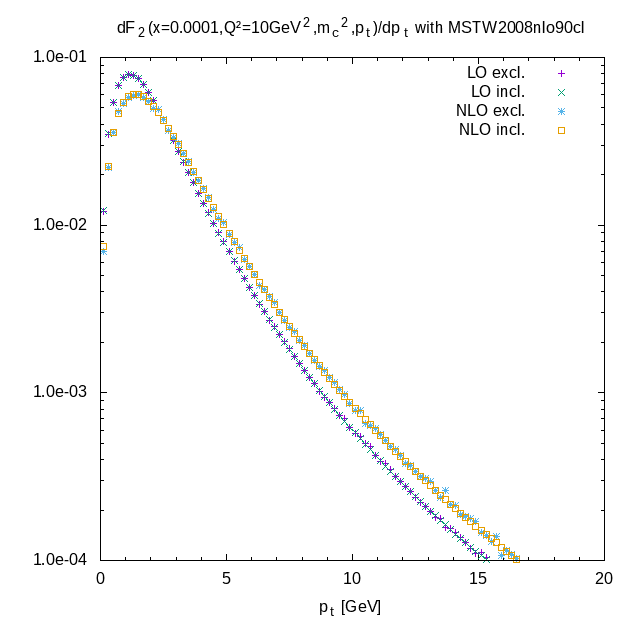 dF2(x=0.0001,Q²=10GeV²,mc²,pt)/dpt with MSTW2008nlo90cl
LO excl.
LO incl.
NLO excl.
NLO incl.
1.0e-01
1.0e-02
1.0e-03
1.0e-04
0 5 10 15 20
pt [GeV]